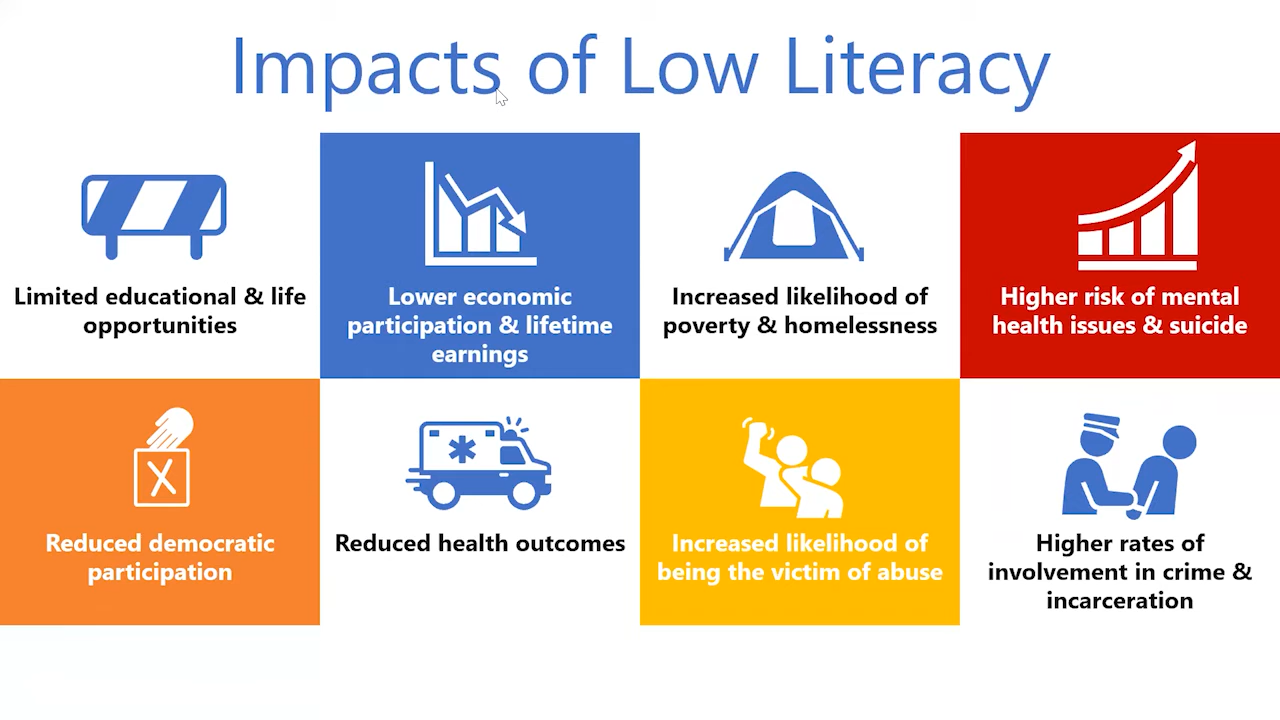 Impacts of Low Literacy
Limited educational & life
opportunities
Lower economic
participation & lifetime
earnings
Increased likelihood of
poverty & homelessness
Higher risk of mental
health issues & suicide
X
Reduced democratic
participation
Reduced health outcomes
Increased likelihood of
being the victim of abuse
Higher rates of
involvement in crime &
incarceration